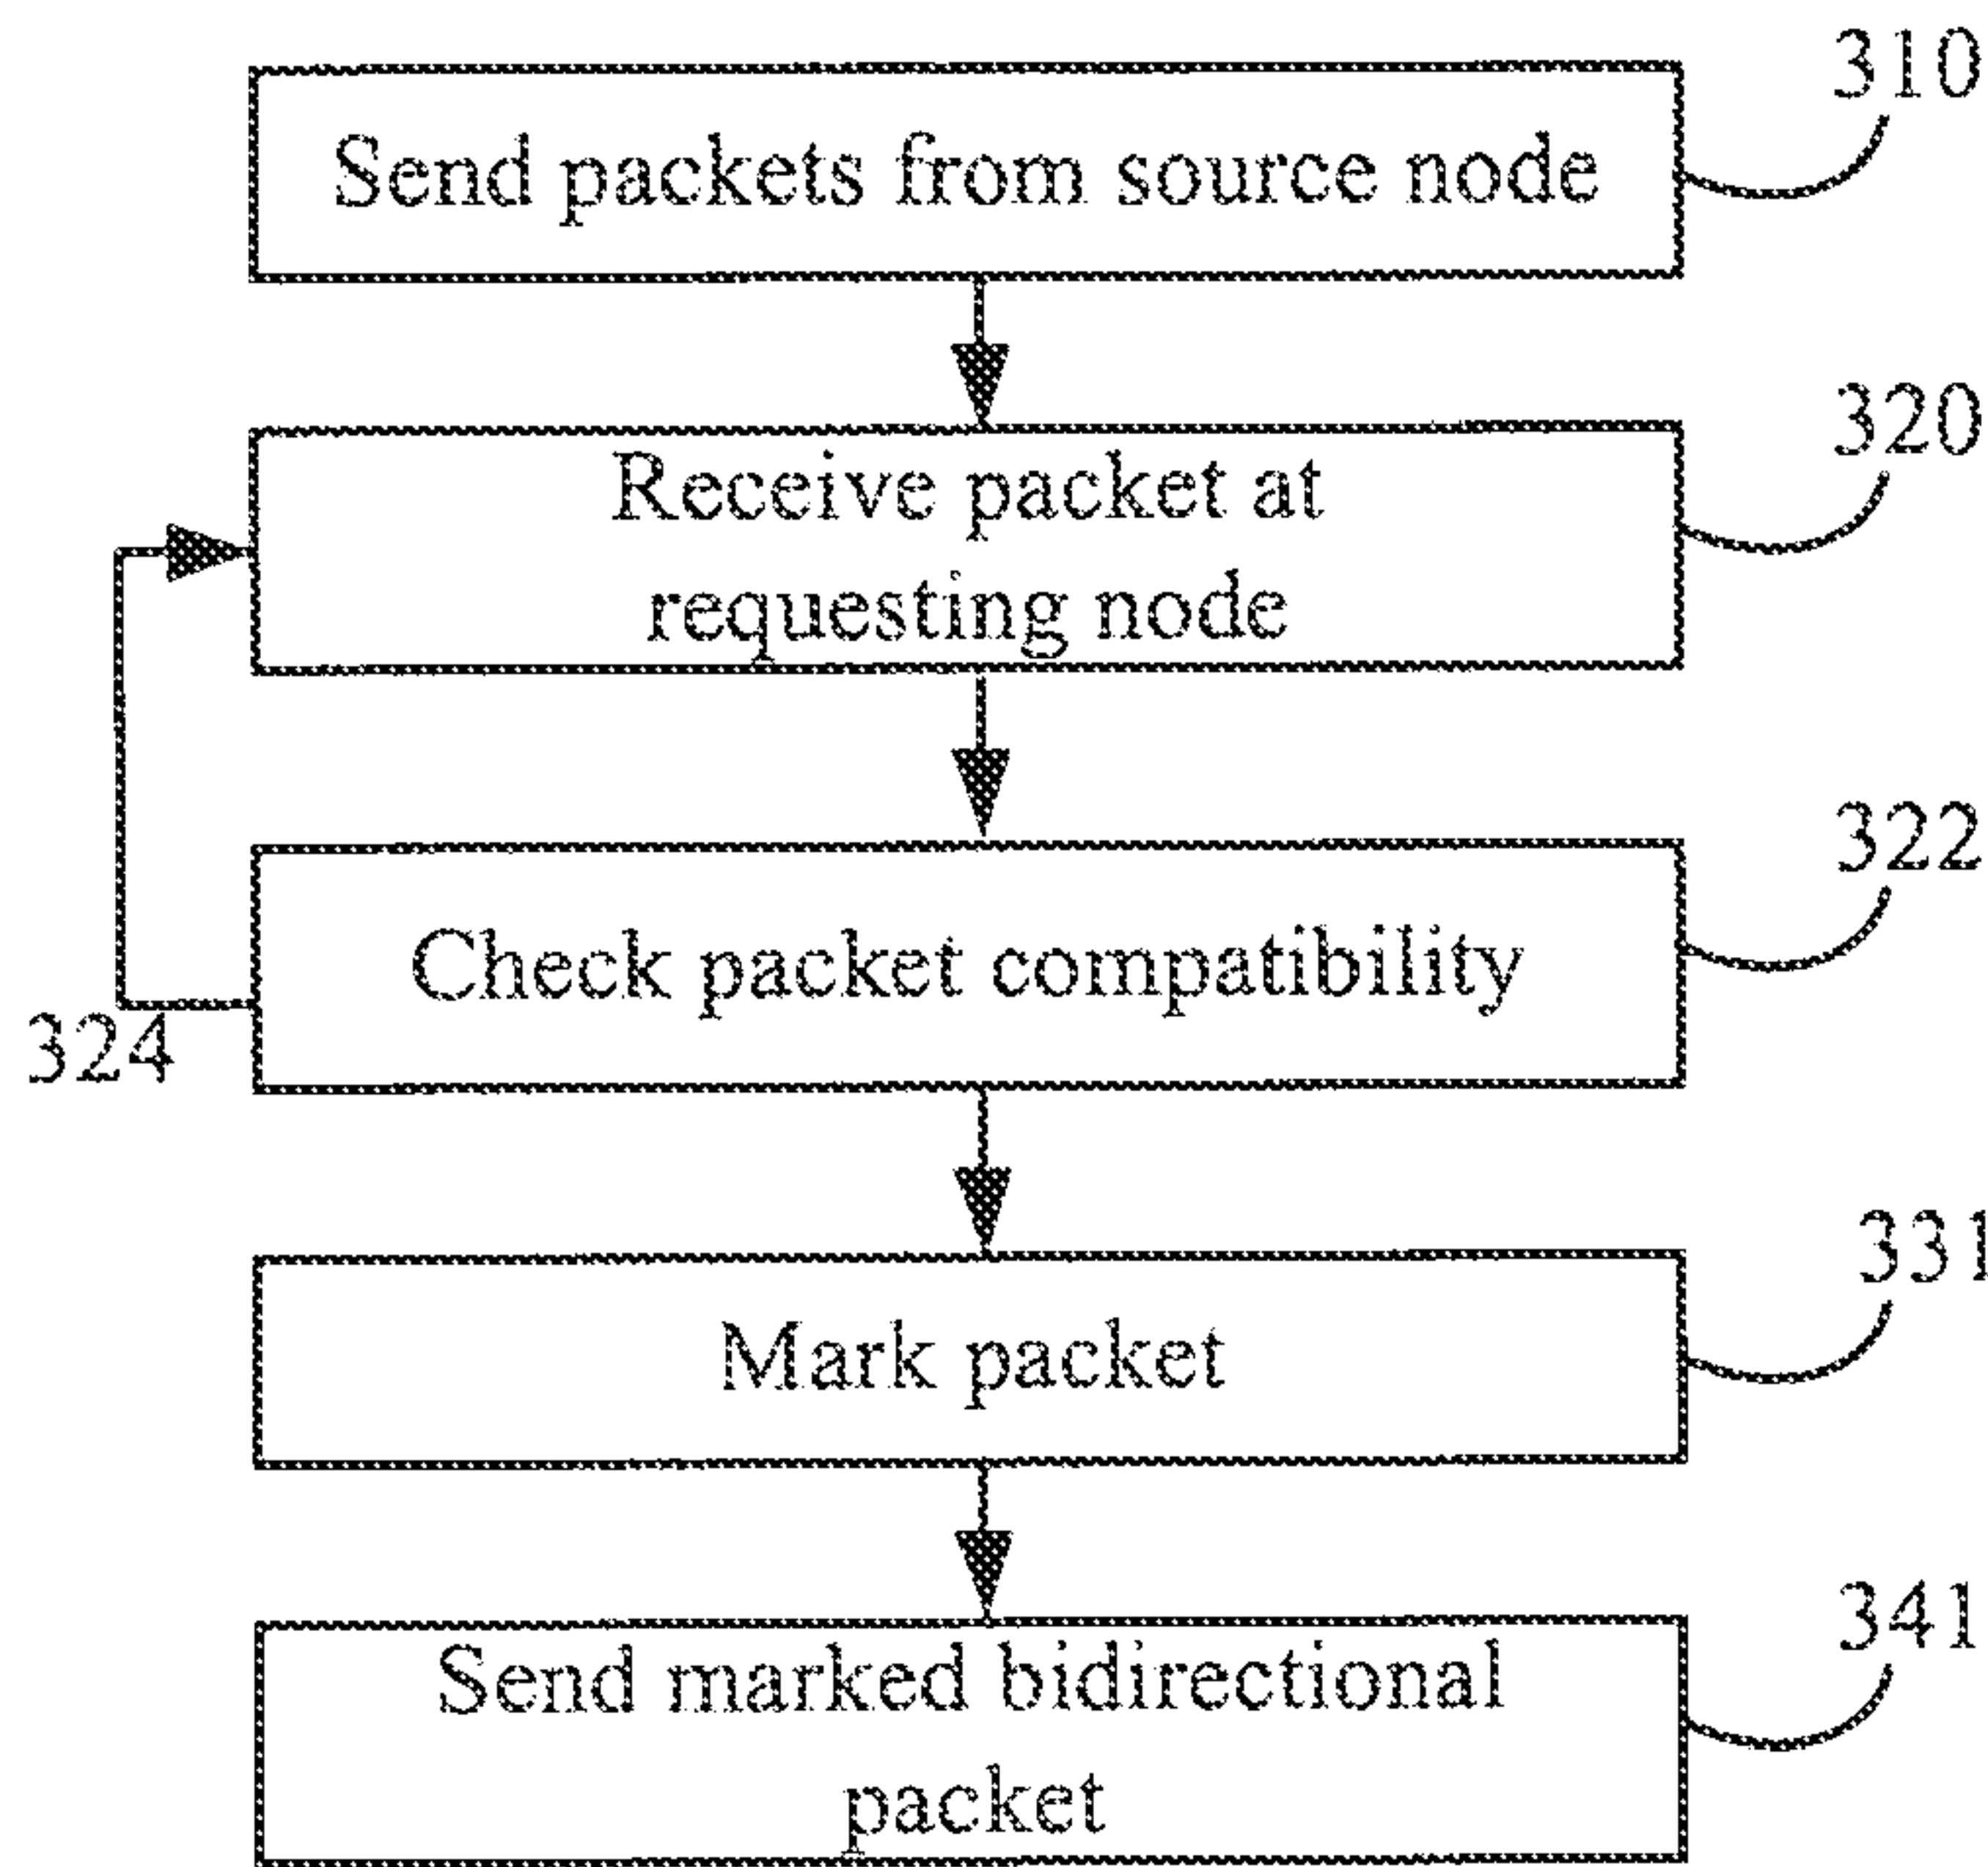 310
Send packets from source node
320
Receive packet at
requesting node
322
Check packet compatibility
324
331
Mark packet
341
Send marked bidirectional
packet